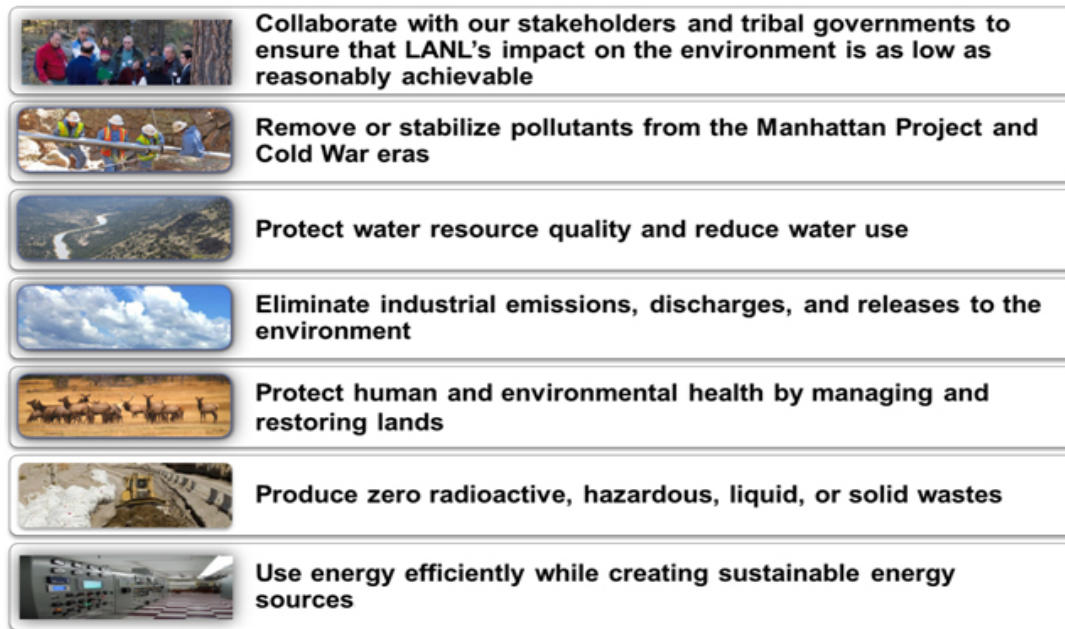 Collaborate with our stakeholders and tribal governments to
ensure that LANL’s impact on the environment is as low as
reasonably achievable
Remove or stabilize pollutants from the Manhattan Project and
Cold War eras
Protect water resource quality and reduce water use
Eliminate industrial emissions, discharges, and releases to the
environment
Protect human and environmental health by managing and
restoring lands
Produce zero radioactive, hazardous, liquid, or solid wastes
Use energy efficiently while creating sustainable energy
sources